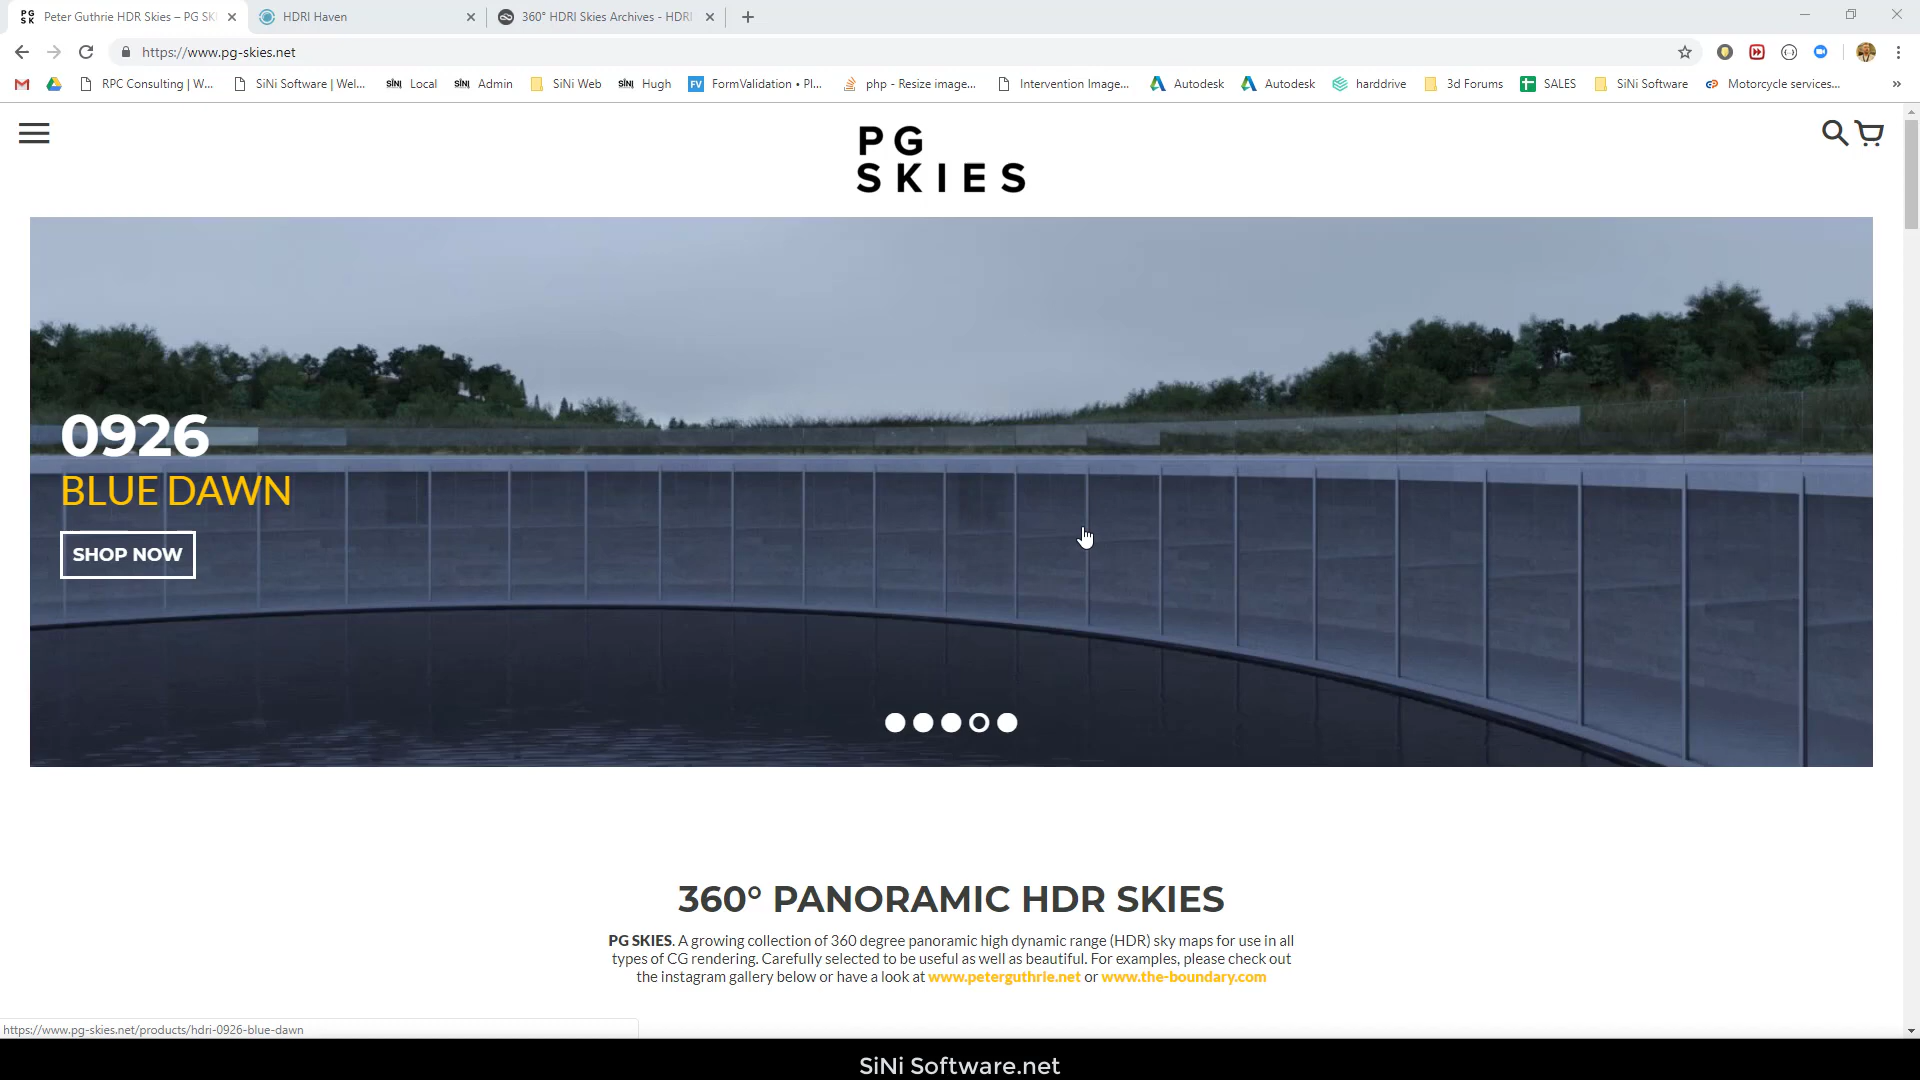 Peter Guthrie HDR Skies – PG SK
HDRI Haven
360° HDRI Skies Archives - HDRI
https://www.pg-skies.net
RPC Consulting | W...
SiNi Software | Wel...
Local
Admin
SiNi Web
Hugh
FormValidation • Pl...
php - Resize image...
Intervention Image...
Autodesk
Autodesk
harddrive
3d Forums
SALES
SiNi Software
Motorcycle services...
PG
SKIES
0926
BLUE DAWN
SHOP NOW
360° PANORAMIC HDR SKIES
PG SKIES. A growing collection of 360 degree panoramic high dynamic range (HDR) sky maps for use in all
types of CG rendering. Carefully selected to be useful as well as beautiful. For examples, please check out
the instagram gallery below or have a look at www.peterguthrie.net or www.the-boundary.com
https://www.pg-skies.net/products/hdri-0926-blue-dawn
SiNi Software.net